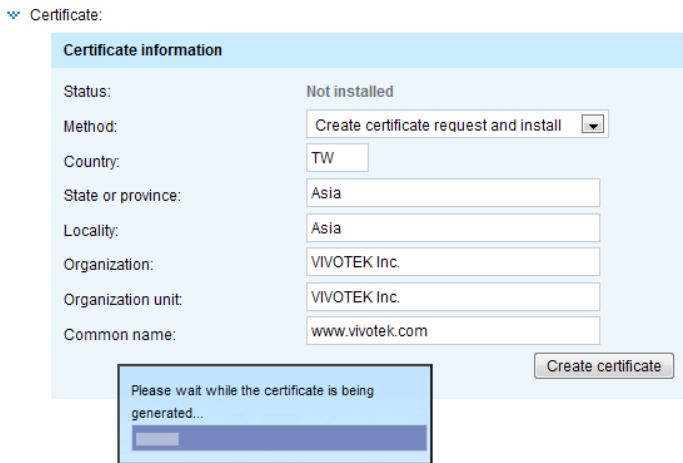 Certificate:
Certificate information
Status: Not installed
Method: Create certificate request and install
Country: TW
State or province: Asia
Locality: Asia
Organization: VIVOTEK Inc.
Organization unit: VIVOTEK Inc.
Common name: www.vivotek.com
Create certificate
Please wait while the certificate is being
generated...